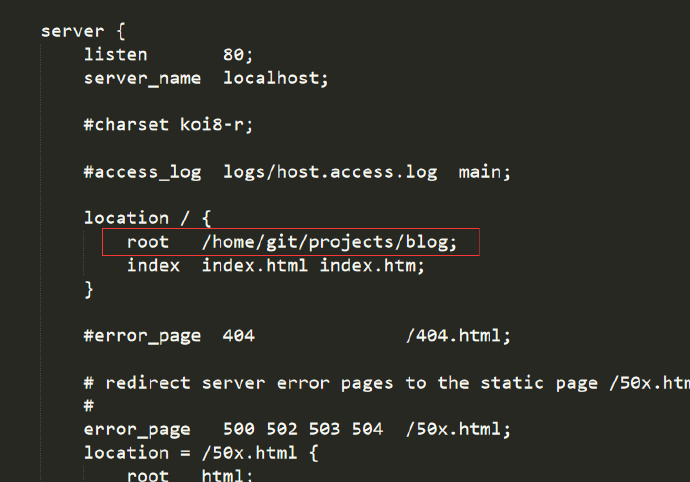 server {
listen 80;
server_name localhost;
#charset koi8-r;
#access_log logs/host.access.log main;
location / {
root /home/git/projects/blog;
index index.html index.htm;
}
#error_page 404 /404.html;
# redirect server error pages to the static page /50x.htm
#
error_page 500 502 503 504 /50x.html;
location = /50x.html {
root html;